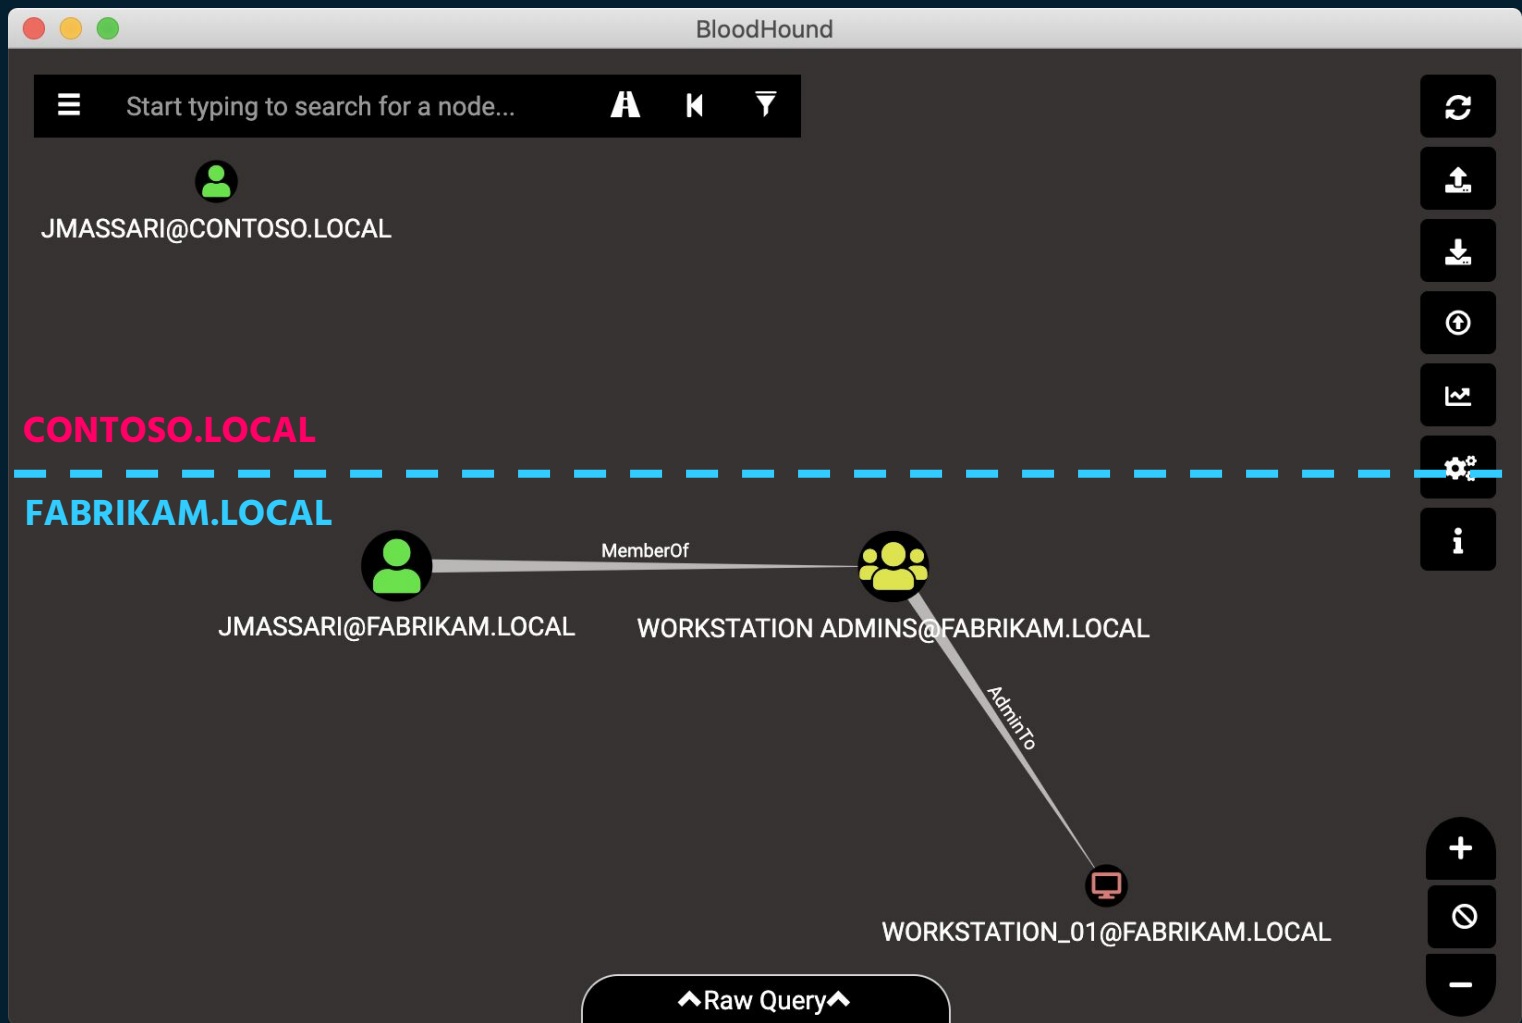 BloodHound
Start typing to search for a node...
JMASSARI@CONTOSO.LOCAL
CONTOSO.LOCAL
FABRIKAM.LOCAL
MemberOf
JMASSARI@FABRIKAM.LOCAL
WORKSTATION ADMINS@FABRIKAM.LOCAL
AdminTo
WORKSTATION_01@FABRIKAM.LOCAL
Raw Query